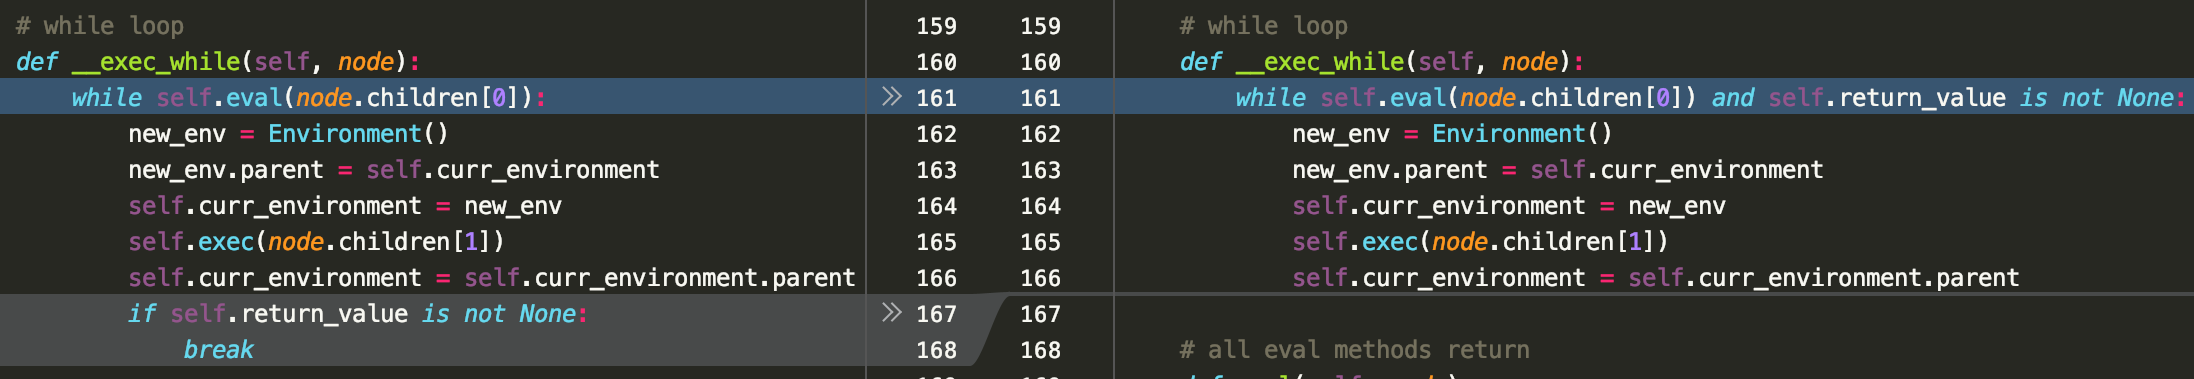 # while loop
def __exec_while(self, node):
while self.eval(node.children[0]):
new_env = Environment()
new_env.parent = self.curr_environment
self.curr_environment = new_env
self.exec(node.children[1])
self.curr_environment = self.curr_environment.parent
if self.return_value is not None:
break
159 159
160 160
» 161 161
162 162
163 163
164 164
165 165
166 166
» 167 167
168 168
# while loop
def __exec_while(self, node):
while self.eval(node.children[0]) and self.return_value is not None:
new_env = Environment()
new_env.parent = self.curr_environment
self.curr_environment = new_env
self.exec(node.children[1])
self.curr_environment = self.curr_environment.parent
# all eval methods return